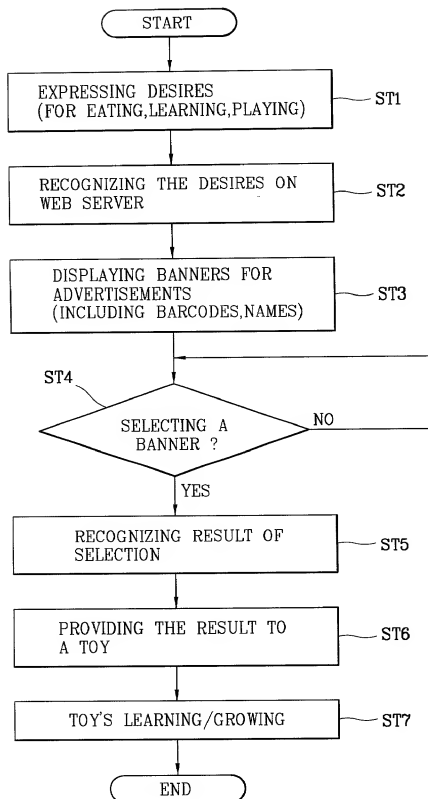 START
EXPRESSING DESIRES
(FOR EATING,LEARNING,PLAYING)
ST1
RECOGNIZING THE DESIRES ON
WEB SERVER
ST2
DISPLAYING BANNERS FOR
ADVERTISEMENTS
(INCLUDING BARCODES,NAMES)
ST3
ST4
SELECTING A
BANNER ?
NO
YES
RECOGNIZING RESULT OF
SELECTION
ST5
PROVIDING THE RESULT TO
A TOY
ST6
TOY'S LEARNING/GROWING
ST7
END